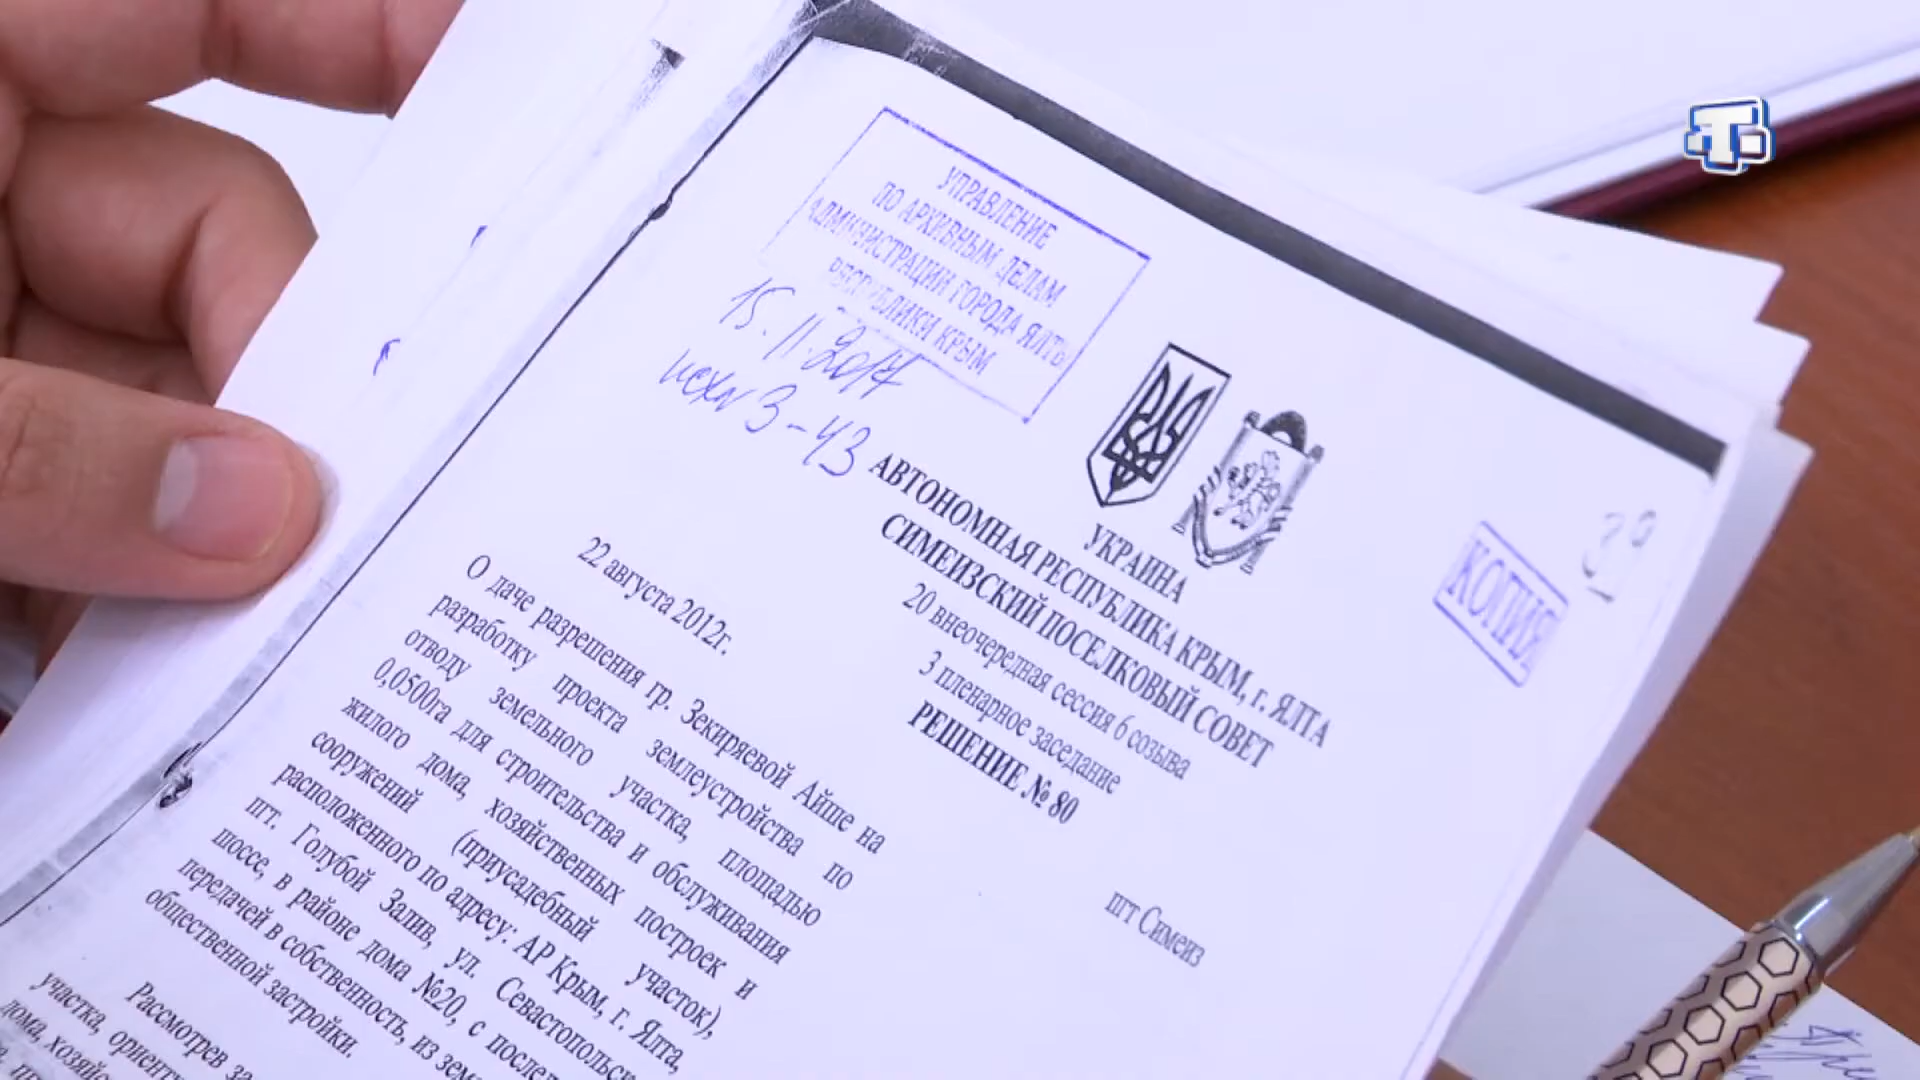 УПРАВЛЕНИЕ
ПО АРХИВНЫМ ДЕЛАМ
АДМИНИСТРАЦИИ ГОРОДА ЯЛТЫ
РЕСПУБЛИКИ КРЫМ
15.11.2017
исх№ 3-43
КОПИЯ
УКРАИНА
АВТОНОМНАЯ РЕСПУБЛИКА КРЫМ, г. ЯЛТА
СИМЕИЗСКИЙ ПОСЕЛКОВЫЙ СОВЕТ
20 внеочередная сессия 6 созыва
3 пленарное заседание
РЕШЕНИЕ № 80
22 августа 2012г.
пгт Симеиз
О даче разрешения гр. Зекиряевой Айше на
разработку проекта землеустройства по
отводу земельного участка, площадью
0,0500га для строительства и обслуживания
жилого дома, хозяйственных построек и
сооружений (приусадебный участок),
расположенного по адресу: АР Крым, г. Ялта,
пгт. Голубой Залив, ул.
шоссе, в районе дома №20, с
передачей в собственность, из
общественной застройки.
Рассмотрев
участка,
дома,